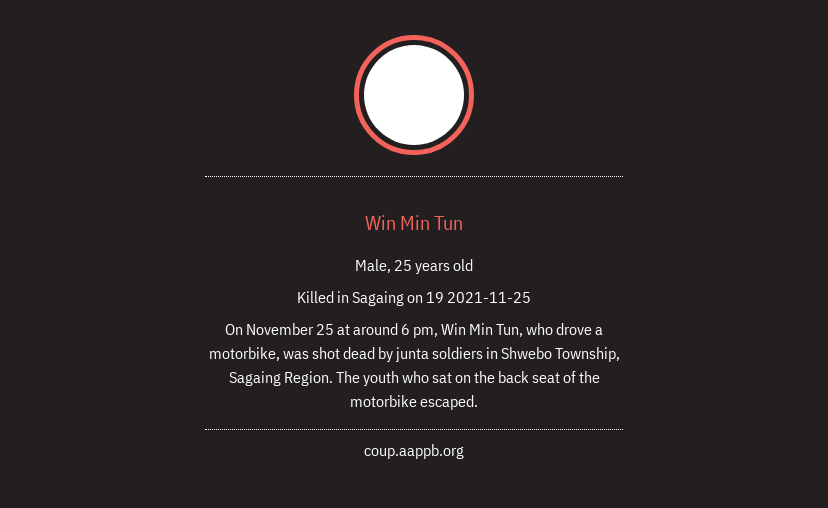 Win Min Tun
Male, 25 years old
Killed in Sagaing on 19 2021-11-25
On November 25 at around 6 pm, Win Min Tun, who drove a
motorbike, was shot dead by junta soldiers in Shwebo Township,
Sagaing Region. The youth who sat on the back seat of the
motorbike escaped.
coup.aappb.org